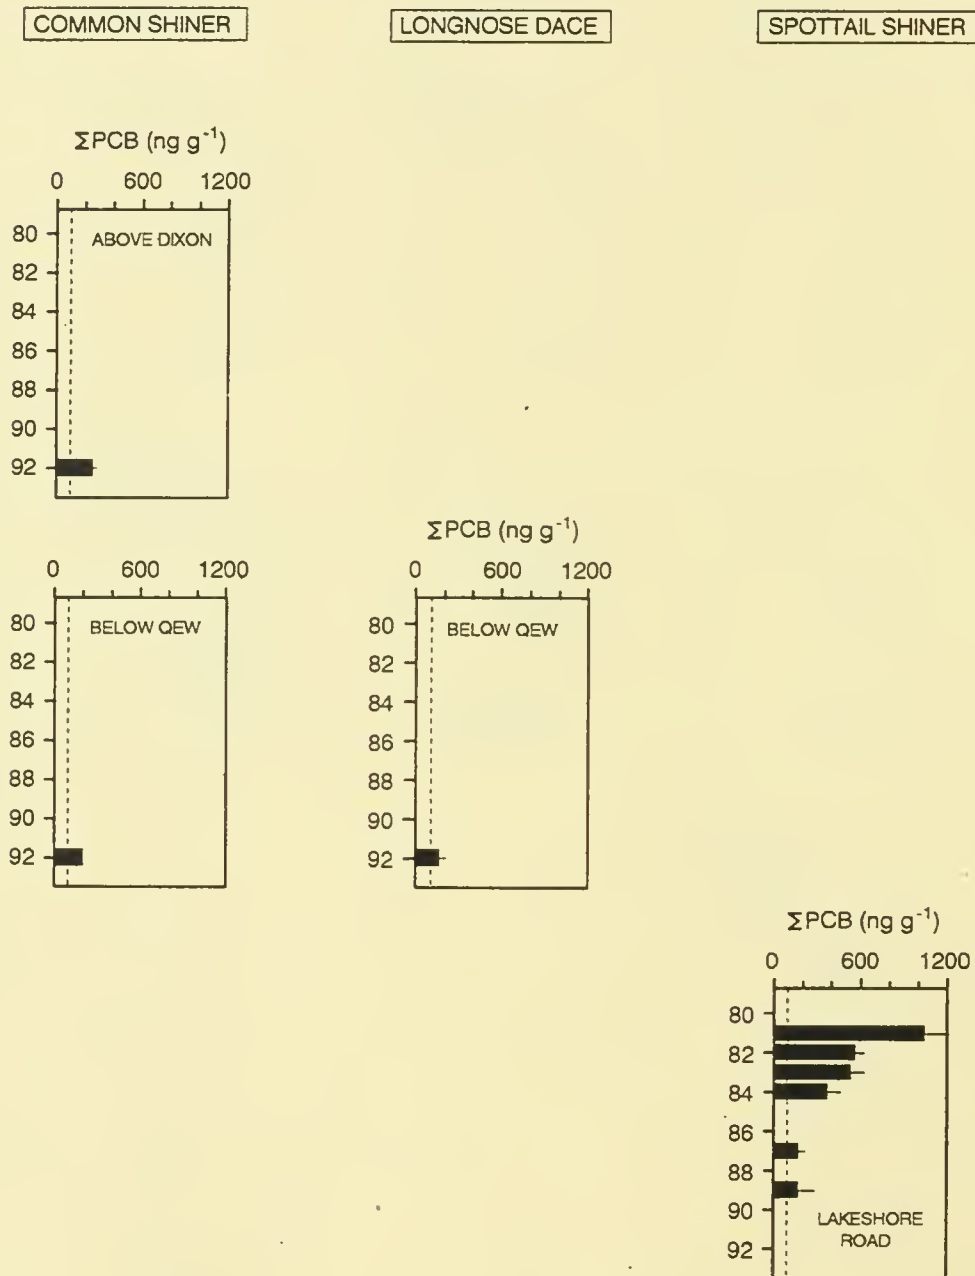 COMMON SHINER
LONGNOSE DACE
SPOTTAIL SHINER
ΣPCB (ng g⁻¹)
0 600 1200
80
82
84
86
88
90
92
ABOVE DIXON
0 600 1200
80
82
84
86
88
90
92
BELOW QEW
ΣPCB (ng g⁻¹)
0 600 1200
80
82
84
86
88
90
92
BELOW QEW
ΣPCB (ng g⁻¹)
0 600 1200
80
82
84
86
88
90
92
LAKESHORE
ROAD